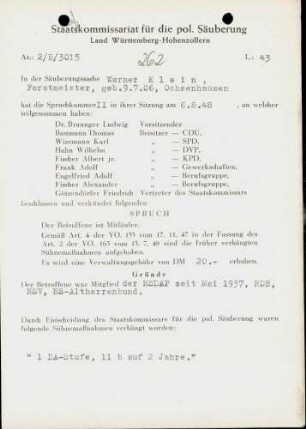 Staatskommissariat für die pol. Säuberung
Land Württemberg-Hohenzollern
Az. 2/B/3015 262 L: 43
In der Säuberungssache Werner Klein,
Forstmeister, geb.9.7.06, Ochsenhausen
hat die Spruchkammer II in ihrer Sitzung am 6.8.48 , an welcher
teilgenommen haben:
Dr. Braunger Ludwig Vorsitzender
Baumann Thomas Beisitzer — CDU,
Wizemann Karl „ — SPD,
Hahn Wilhelm „ — DVP,
Fischer Albert jr. „ — KPD,
Frank Adolf „ — Gewerkschaften,
Engelfried Adolf „ — Berufsgruppe,
Fischer Alexander „ — Berufsgruppe,
Götzendörfer Friedrich Vertreter des Staatskommissars
beschlossen und verkündet folgenden
SPRUCH
Der Betroffene ist Mitläufer.
Gemäß Art. 4 der VO. 133 vom 17. 11. 47 in der Fassung des
Art. 2 der VO. 165 vom 13. 7. 48 sind die früher verhängten
Sühnemaßnahmen aufgehoben.
Es wird eine Verwaltungsgebühr von DM 20.- erhoben.
Gründe
Der Betroffene war Mitglied der NSDAP seit Mai 1937, RDB,
NSV, NS-Altherrenbund.
Durch Entscheidung des Staatskommissars für die pol. Säuberung waren
folgende Sühnemaßnahmen verhängt worden:
" 1 DA-Stufe, 11 b auf 2 Jahre."